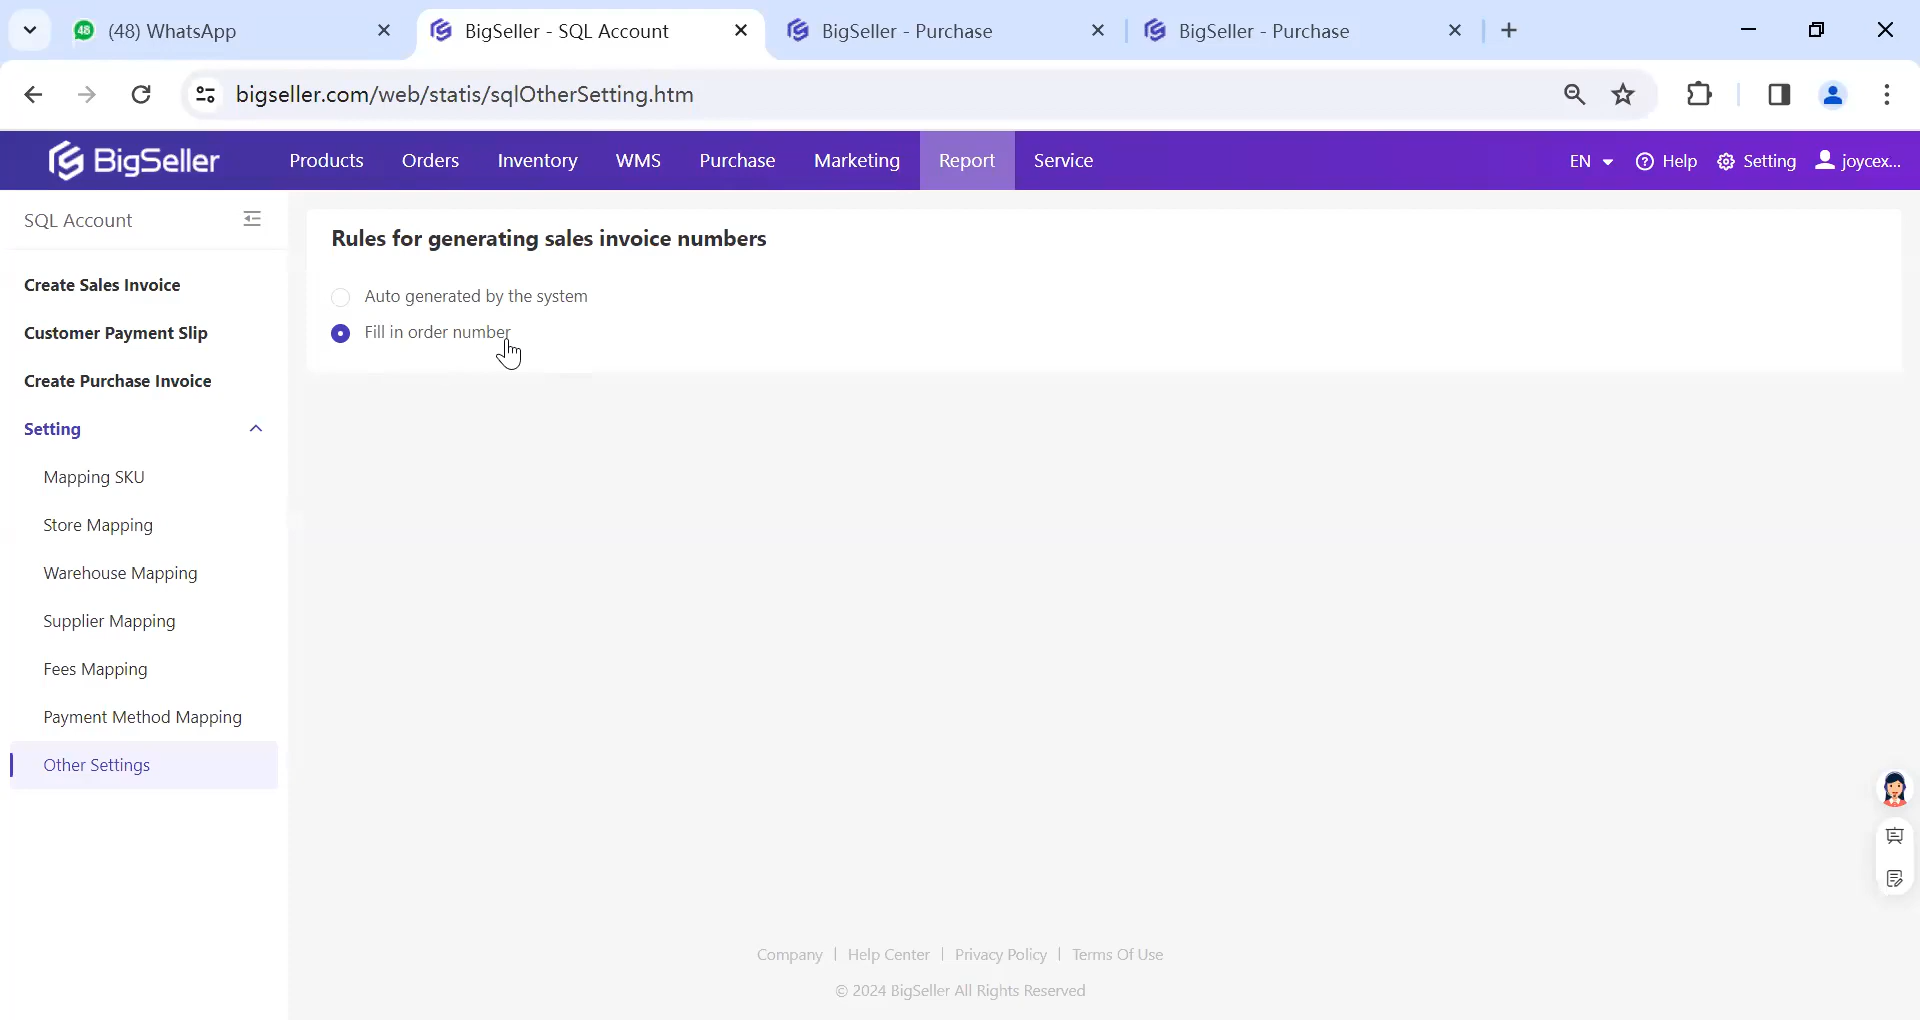 48
(48) WhatsApp
BigSeller - SQL Account
BigSeller - Purchase
BigSeller - Purchase
bigseller.com/web/statis/sqlOtherSetting.htm
BigSeller
Products
Orders
Inventory
WMS
Purchase
Marketing
Report
Service
EN
Help
Setting
joycex...
SQL Account
Create Sales Invoice
Customer Payment Slip
Create Purchase Invoice
Setting
Mapping SKU
Store Mapping
Warehouse Mapping
Supplier Mapping
Fees Mapping
Payment Method Mapping
Other Settings
Rules for generating sales invoice numbers
Auto generated by the system
Fill in order number
Company | Help Center | Privacy Policy | Terms Of Use
© 2024 BigSeller All Rights Reserved